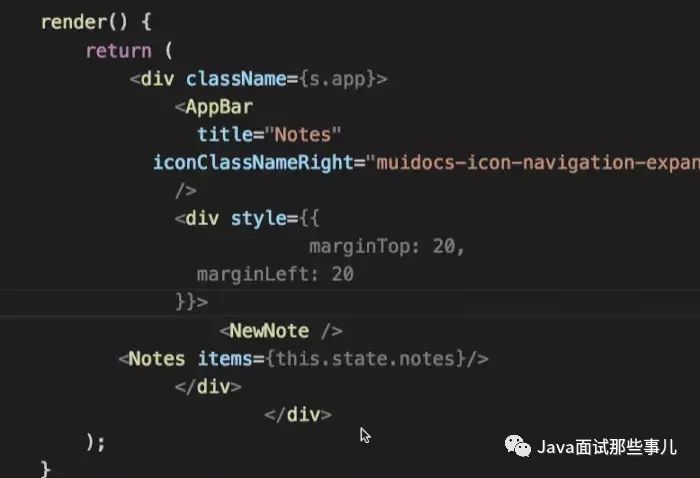 render() {
return (
<div className={s.app}>
<AppBar
title="Notes"
iconClassNameRight="muidocs-icon-navigation-expan
/>
<div style={{
marginTop: 20,
marginLeft: 20
}}>
<NewNote />
<Notes items={this.state.notes}/>
</div>
</div>
);
}
Java面试那些事儿